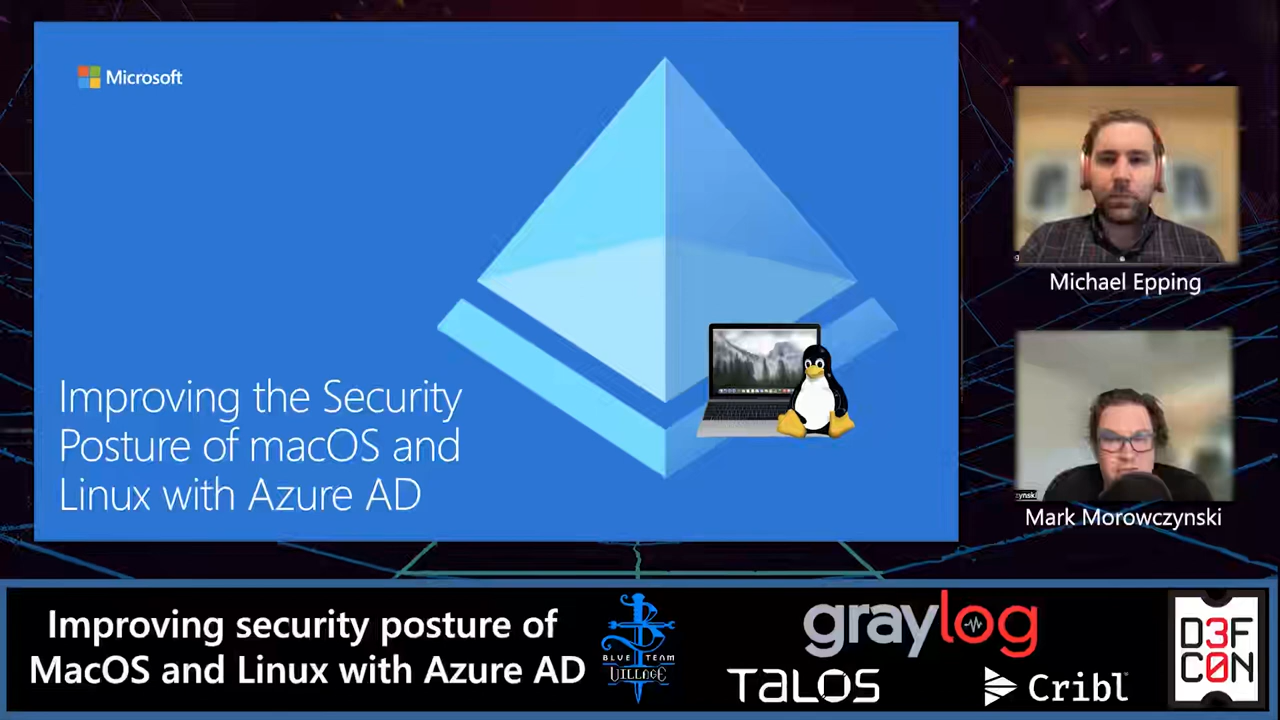 Microsoft
Improving the Security
Posture of macOS and
Linux with Azure AD
Michael Epping
Mark Morowczynski
Improving security posture of
MacOS and Linux with Azure AD
BLUE TEAM
VILLAGE
graylog
TALOS
Cribl
D3F
C0N